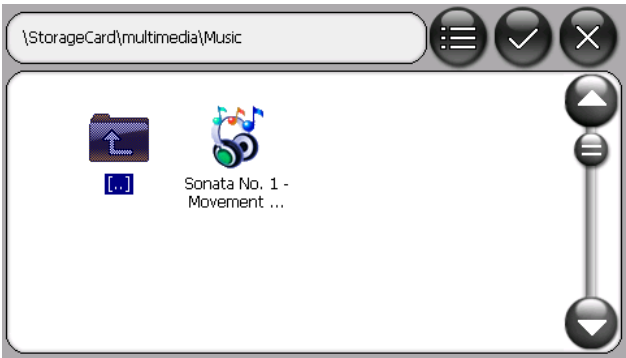 \StorageCard\multimedia\Music
[..]
Sonata No. 1 -
Movement ...